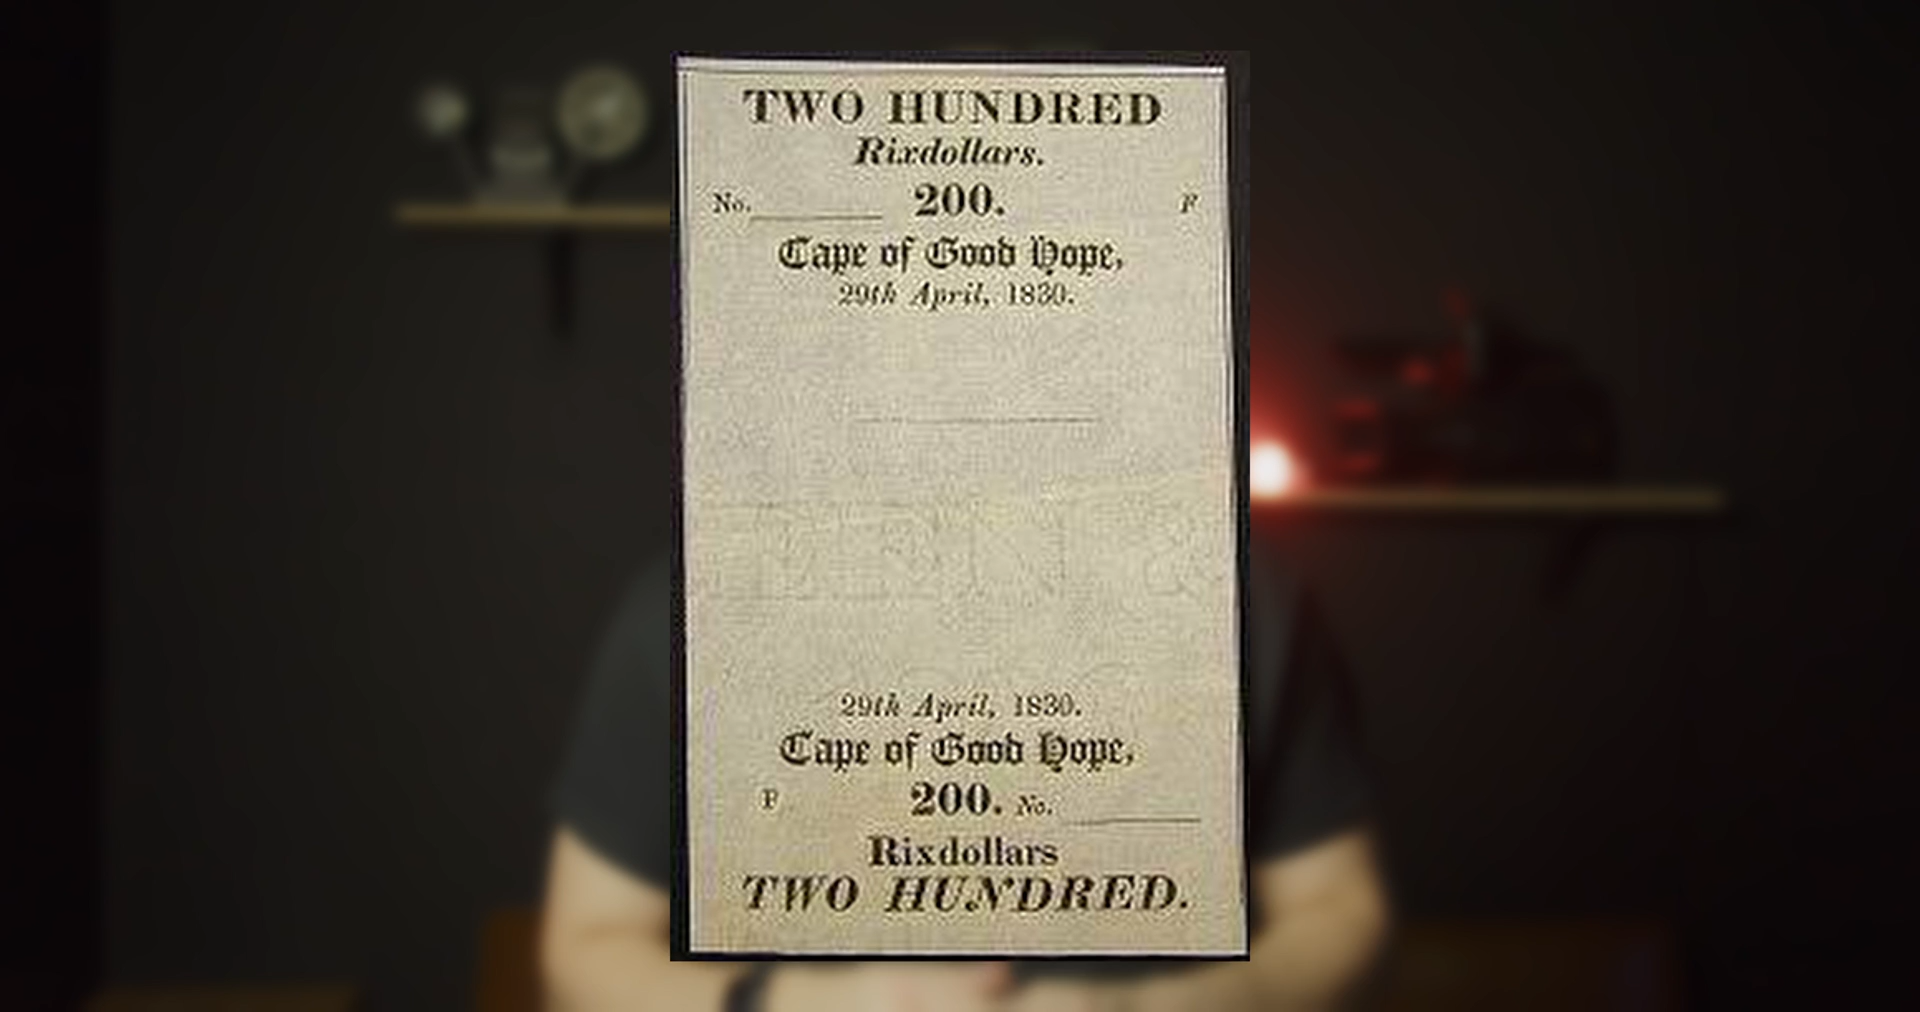 TWO HUNDRED
Rixdollars.
No. 200. F
Cape of Good Hope,
29th April, 1830.
29th April, 1830.
Cape of Good Hope,
F 200. No.
Rixdollars
TWO HUNDRED.